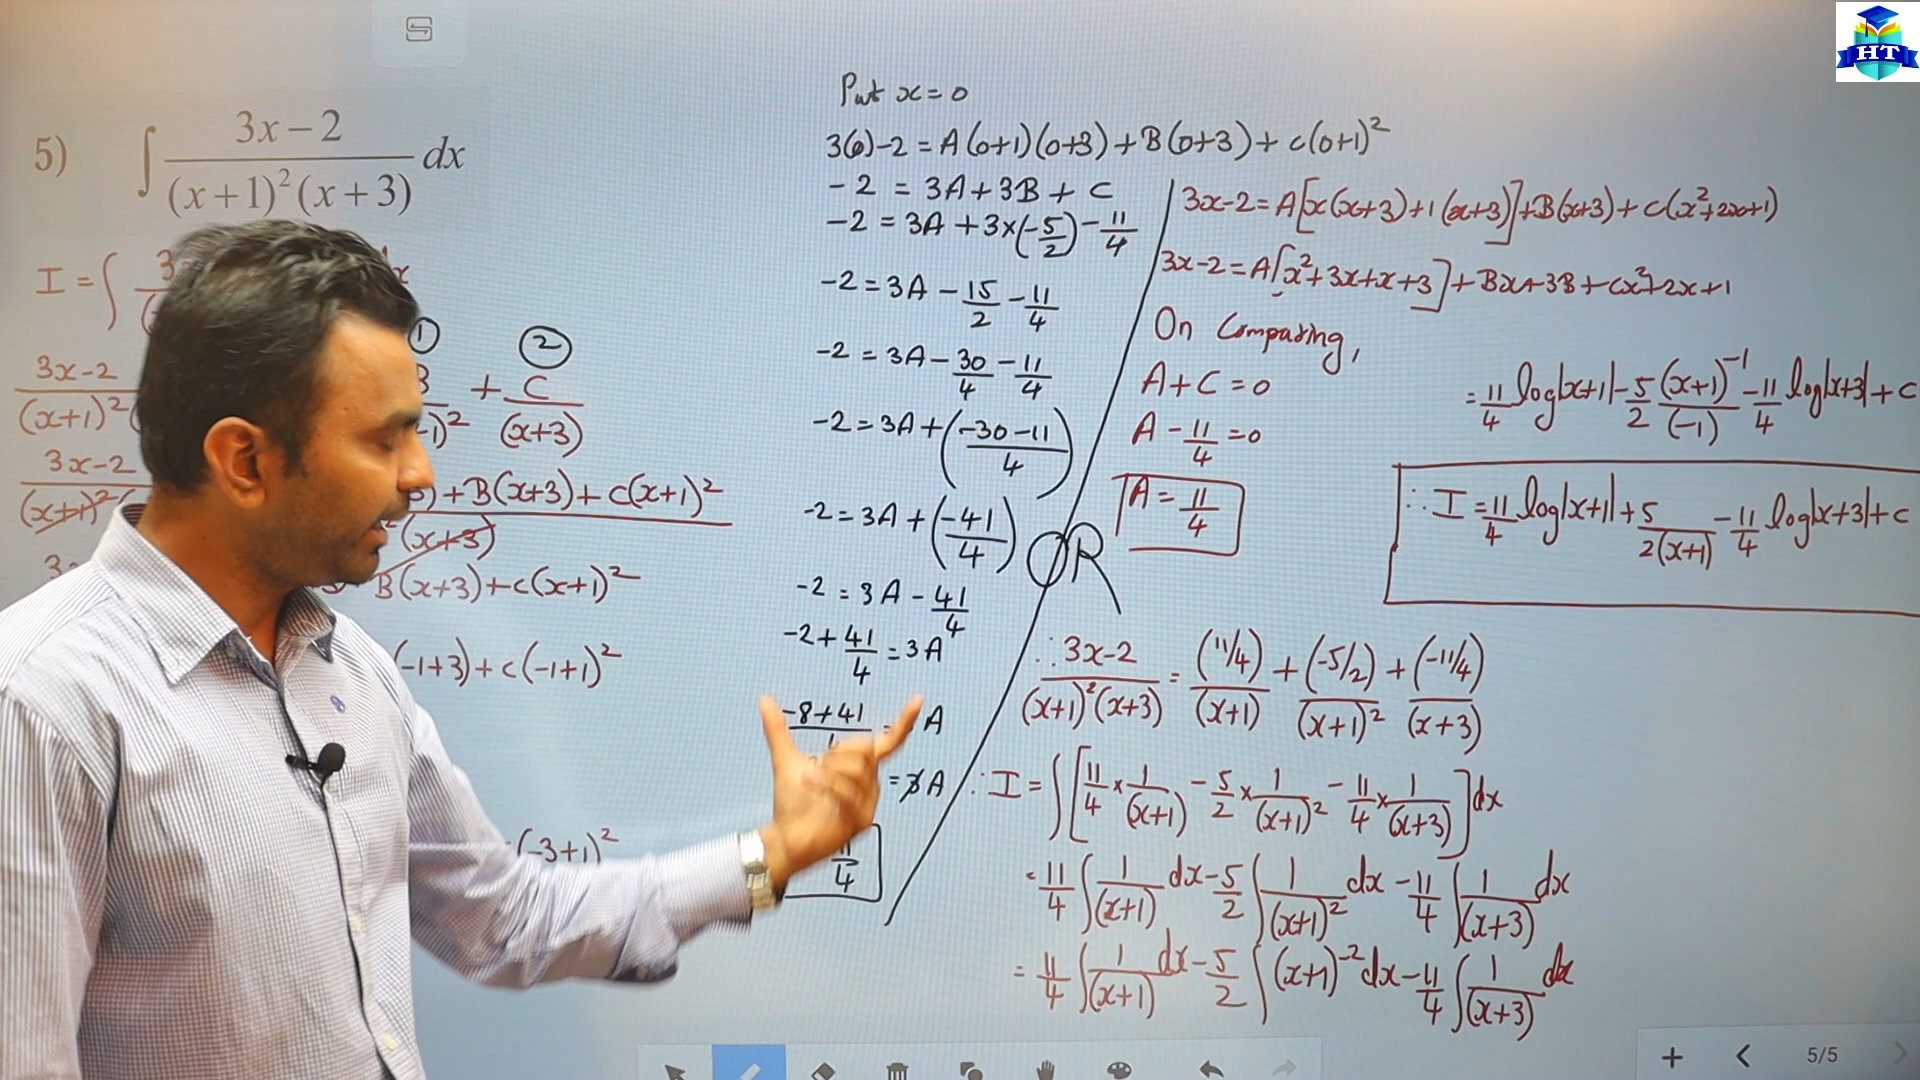 HT
5) ∫ (3x-2)/((x+1)²(x+3)) dx
I = ∫
3x-2/(x+1)²
① ②
+ C/(x+3)
3x-2/(x+1)²
+B(x+3)+C(x+1)²
(x+3)
B(x+3)+C(x+1)²
(-1+3)+C(-1+1)²
(-3+1)²
Put x=0
3(0)-2=A(0+1)(0+3)+B(0+3)+C(0+1)²
-2 = 3A+3B+C
-2 = 3A+3×(-5/2)-11/4
-2=3A-15/2-11/4
-2=3A-30/4-11/4
-2=3A+((-30-11)/4)
-2=3A+(-41/4)
-2=3A-41/4
-2+41/4=3A
-8+41
= A
=3A
11/4
OR
3x-2=A[x(x+3)+1(x+3)]+B(x+3)+C(x²+2x+1)
3x-2=A[x²+3x+x+3]+Bx+3B+Cx²+2x+1
On Comparing,
A+C=0
A-11/4=0
A=11/4
∴ 3x-2/((x+1)²(x+3)) = (11/4)/(x+1) + (-5/2)/(x+1)² + (-11/4)/(x+3)
∴ I = ∫[11/4×1/(x+1) - 5/2×1/(x+1)² - 11/4×1/(x+3)]dx
= 11/4∫1/(x+1)dx-5/2∫1/(x+1)²dx-11/4∫1/(x+3)dx
= 11/4∫1/(x+1)dx-5/2∫(x+1)⁻²dx-11/4∫1/(x+3)dx
= 11/4 log|x+1|-5/2 (x+1)⁻¹/(-1)-11/4 log|x+3|+C
∴ I=11/4 log|x+1|+5/2(x+1)-11/4 log|x+3|+C
5/5